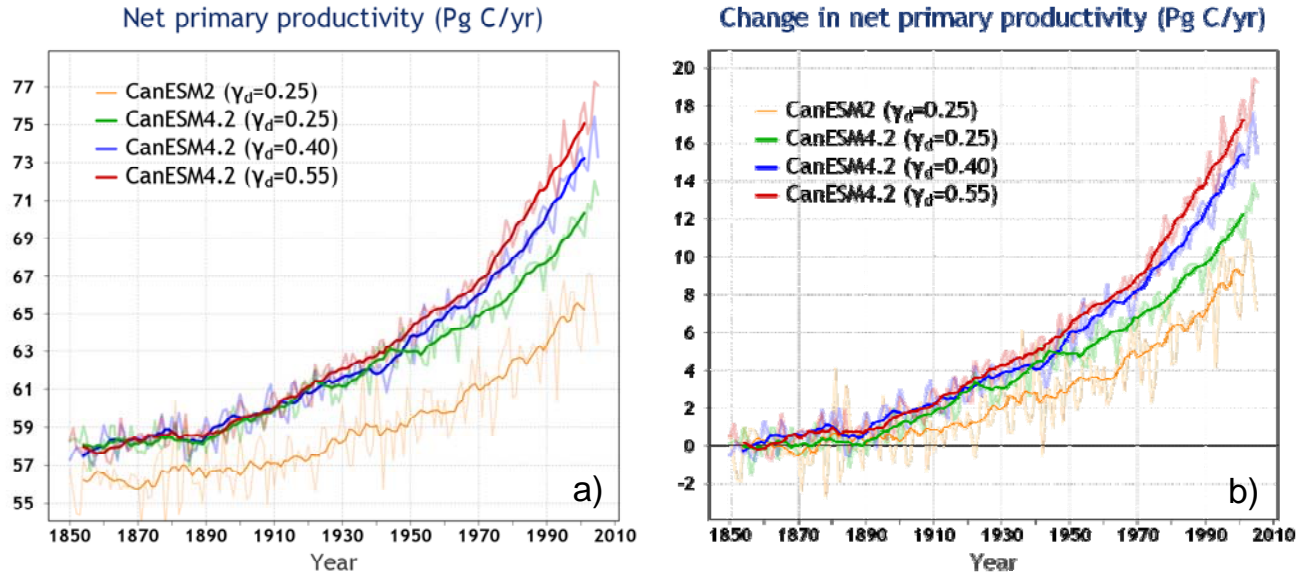 Net primary productivity (Pg C/yr)
77
75
73
71
69
67
65
63
61
59
57
55
CanESM2 (γd=0.25)
CanESM4.2 (γd=0.25)
CanESM4.2 (γd=0.40)
CanESM4.2 (γd=0.55)
a)
1850 1870 1890 1910 1930 1950 1970 1990 2010
Year
Change in net primary productivity (Pg C/yr)
20
18
16
14
12
10
8
6
4
2
0
-2
CanESM2 (γd=0.25)
CanESM4.2 (γd=0.25)
CanESM4.2 (γd=0.40)
CanESM4.2 (γd=0.55)
b)
1850 1870 1890 1910 1930 1950 1970 1990 2010
Year